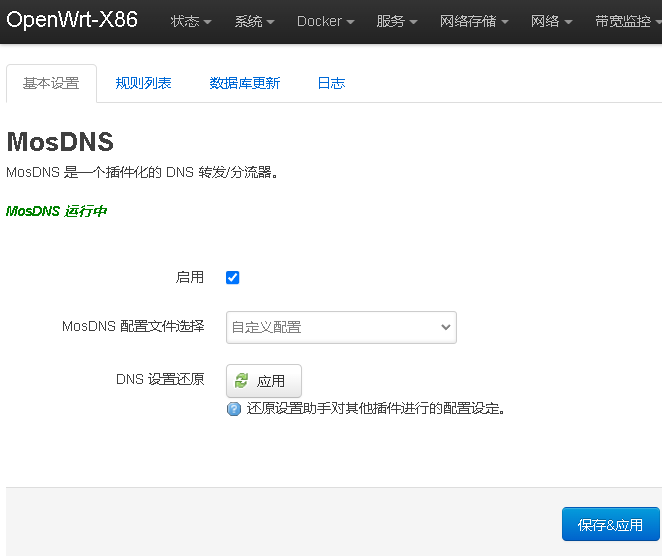 OpenWrt-X86 状态 系统 Docker 服务 网络存储 网络 带宽监控
基本设置 规则列表 数据库更新 日志
MosDNS
MosDNS 是一个插件化的 DNS 转发/分流器。
MosDNS 运行中
启用
MosDNS 配置文件选择 自定义配置
DNS 设置还原 应用
还原设置助手对其他插件进行的配置设定。
保存&应用